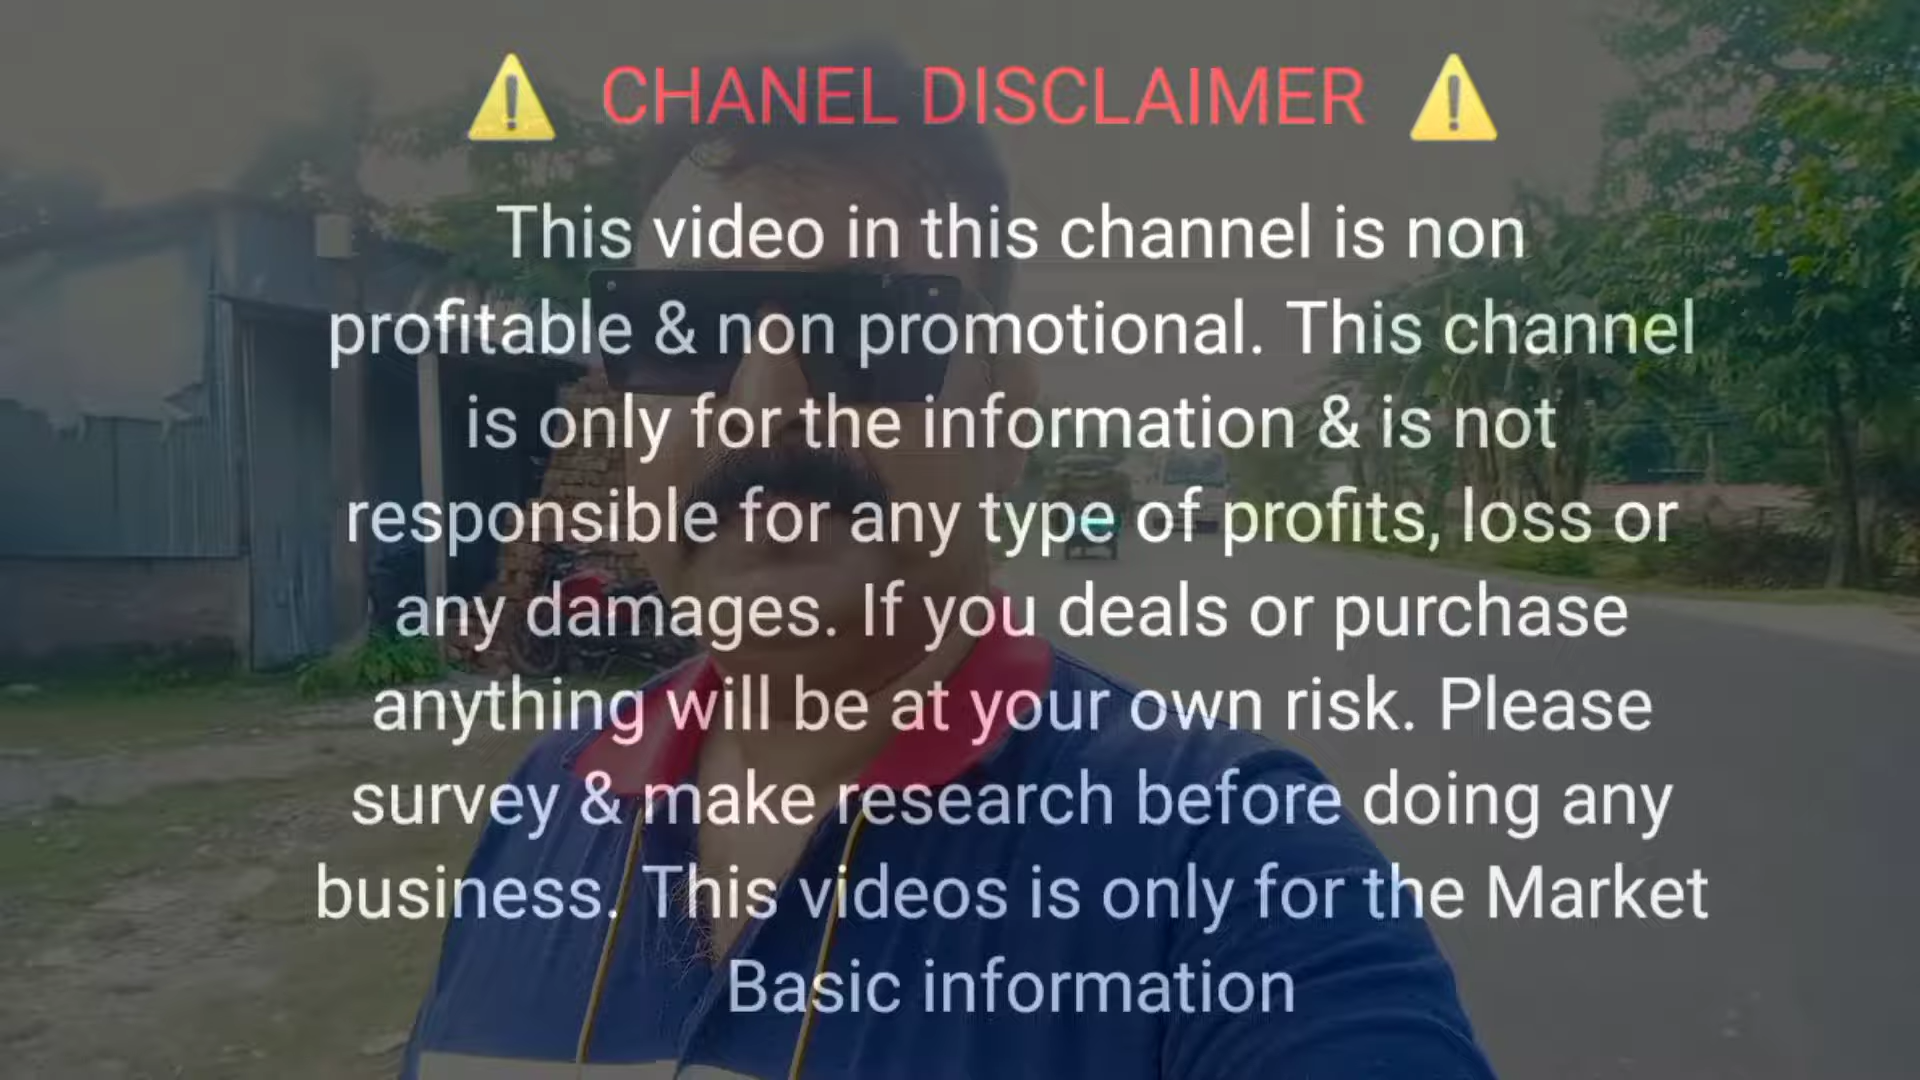 ⚠️ CHANEL DISCLAIMER ⚠️
This video in this channel is non
profitable & non promotional. This channel
is only for the information & is not
responsible for any type of profits, loss or
any damages. If you deals or purchase
anything will be at your own risk. Please
survey & make research before doing any
business. This videos is only for the Market
Basic information